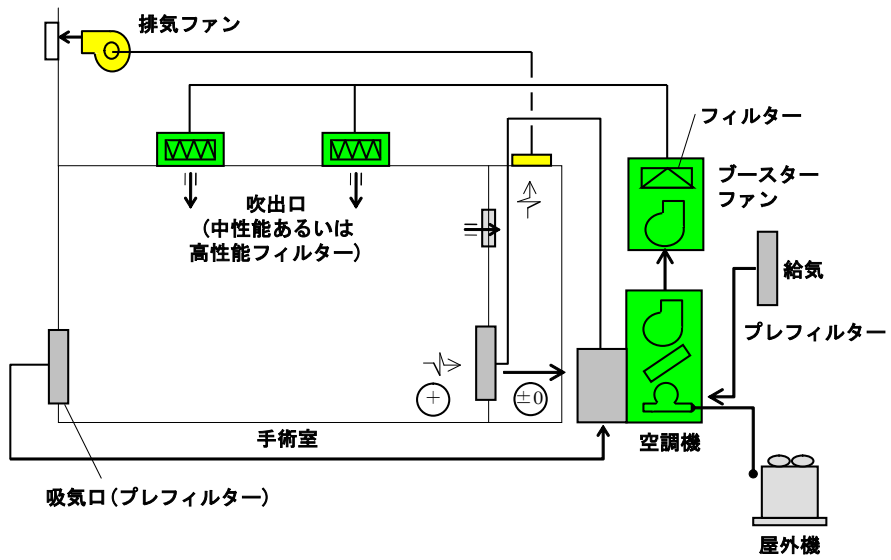 排気ファン
フィルター
ブースター
ファン
吹出口
(中性能あるいは
高性能フィルター)
給気
プレフィルター
+
±0
手術室
空調機
吸気口(プレフィルター)
屋外機